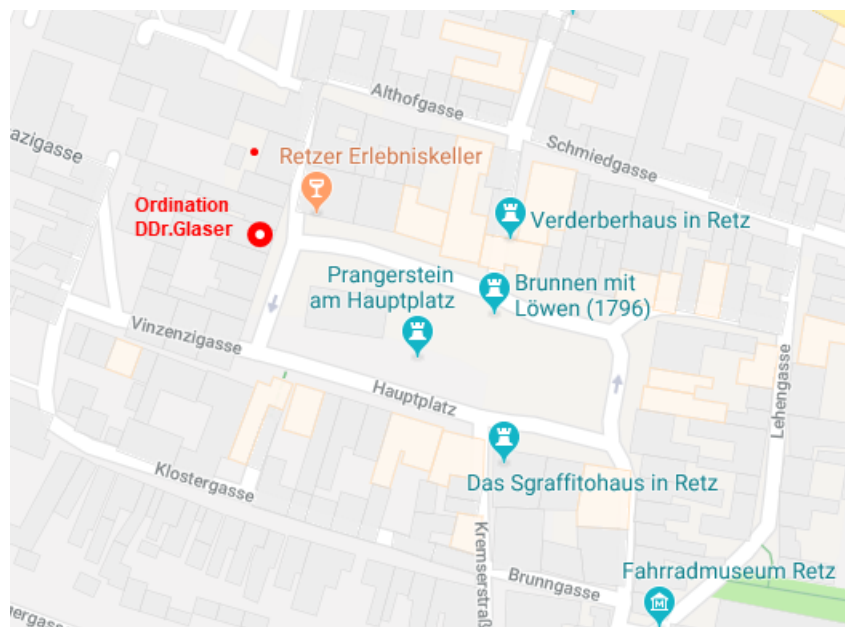 Althofgasse
azigasse
Schmiedgasse
Retzer Erlebniskeller
Ordination
DDr.Glaser
Verderberhaus in Retz
Prangerstein
am Hauptplatz
Brunnen mit
Löwen (1796)
Vinzenzigasse
Lehengasse
Hauptplatz
Klostergasse
Das Sgraffitohaus in Retz
Kremserstraß
Brunngasse
Fahrradmuseum Retz
M